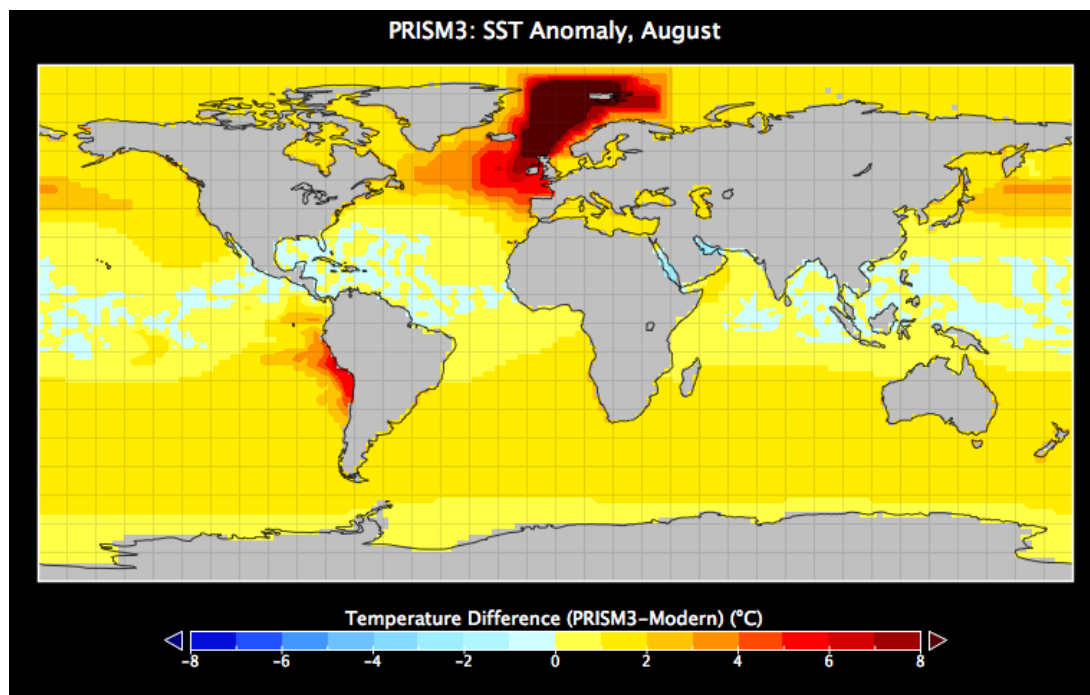 PRISM3: SST Anomaly, August
Temperature Difference (PRISM3-Modern) (°C)
-8 -6 -4 -2 0 2 4 6 8